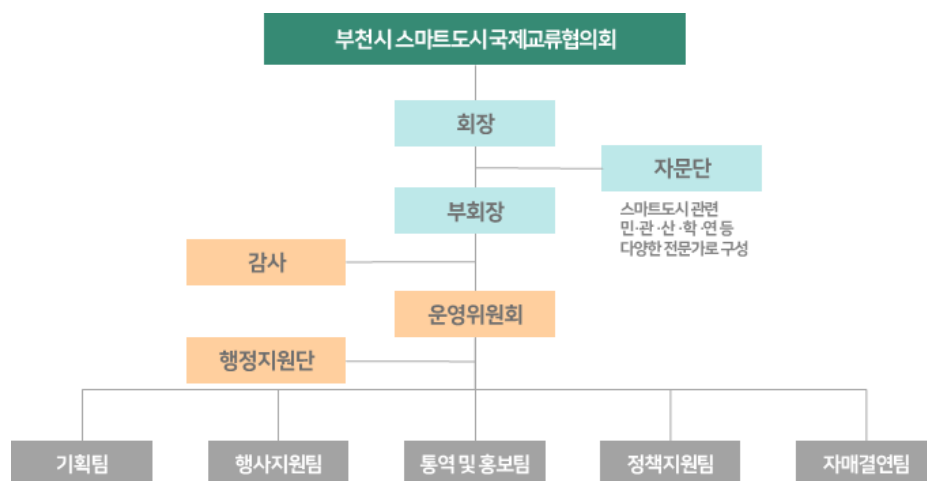 부천시 스마트도시 국제교류협의회
회장
자문단
스마트도시 관련
민·관·산·학·연 등
다양한 전문가로 구성
부회장
감사
운영위원회
행정지원단
기획팀
행사지원팀
통역 및 홍보팀
정책지원팀
자매결연팀